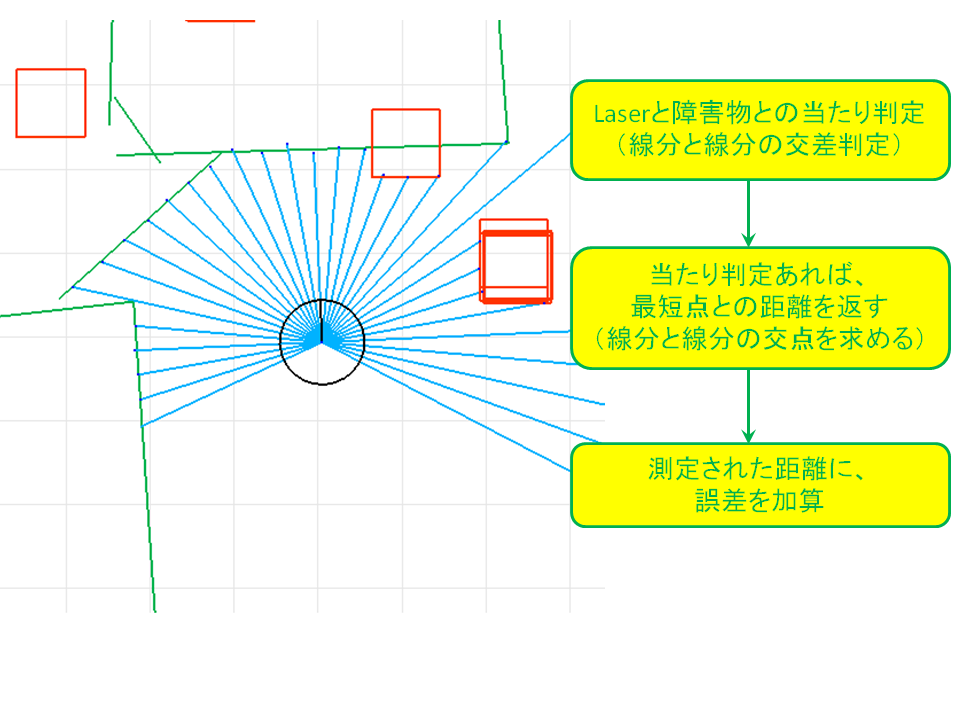 Laserと障害物との当たり判定
（線分と線分の交差判定）
当たり判定あれば、
最短点との距離を返す
（線分と線分の交点を求める）
測定された距離に、
誤差を加算